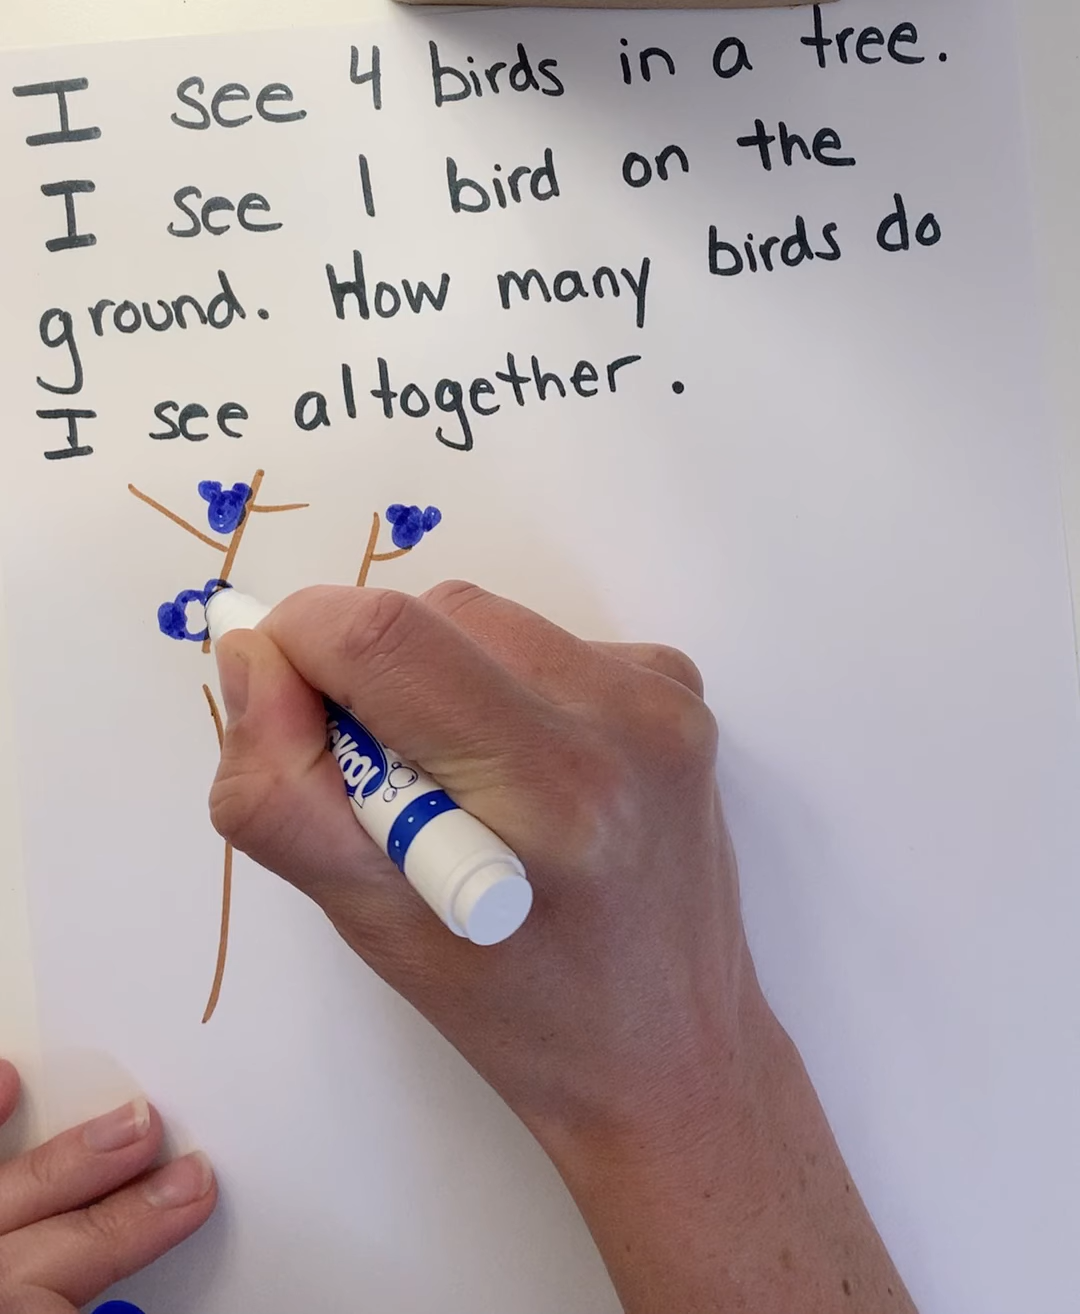 I see 4 birds in a tree.
I see 1 bird on the
ground. How many birds do
I see altogether.